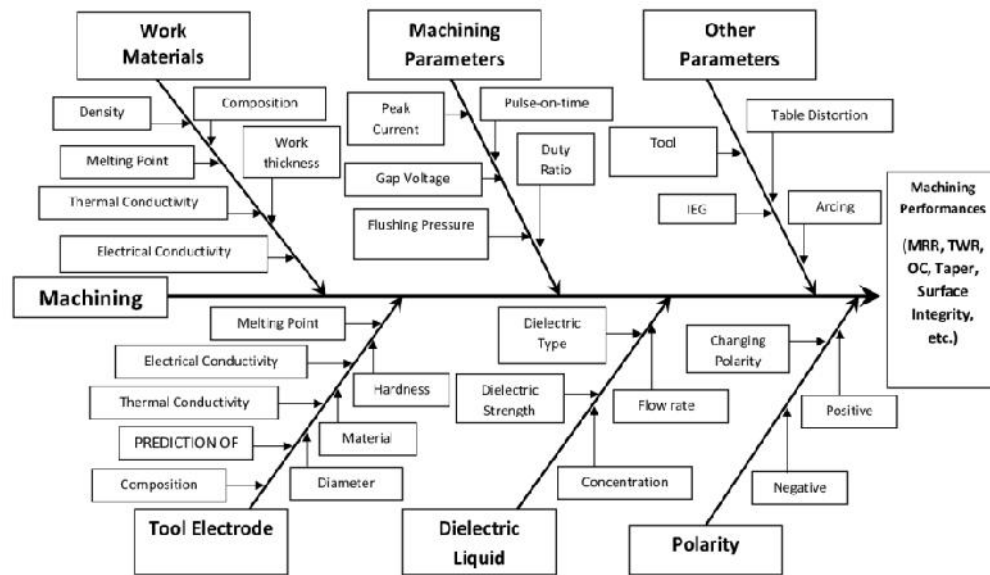 Work
Materials
Machining
Parameters
Other
Parameters
Density
Composition
Melting Point
Work
thickness
Thermal Conductivity
Electrical Conductivity
Peak
Current
Pulse-on-time
Gap Voltage
Duty
Ratio
Flushing Pressure
Table Distortion
Tool
IEG
Arcing
Machining
Performances
(MRR, TWR,
OC, Taper,
Surface
Integrity,
etc.)
Machining
Melting Point
Electrical Conductivity
Hardness
Thermal Conductivity
Material
PREDICTION OF
Composition
Diameter
Dielectric
Type
Dielectric
Strength
Flow rate
Concentration
Changing
Polarity
Positive
Negative
Tool Electrode
Dielectric
Liquid
Polarity